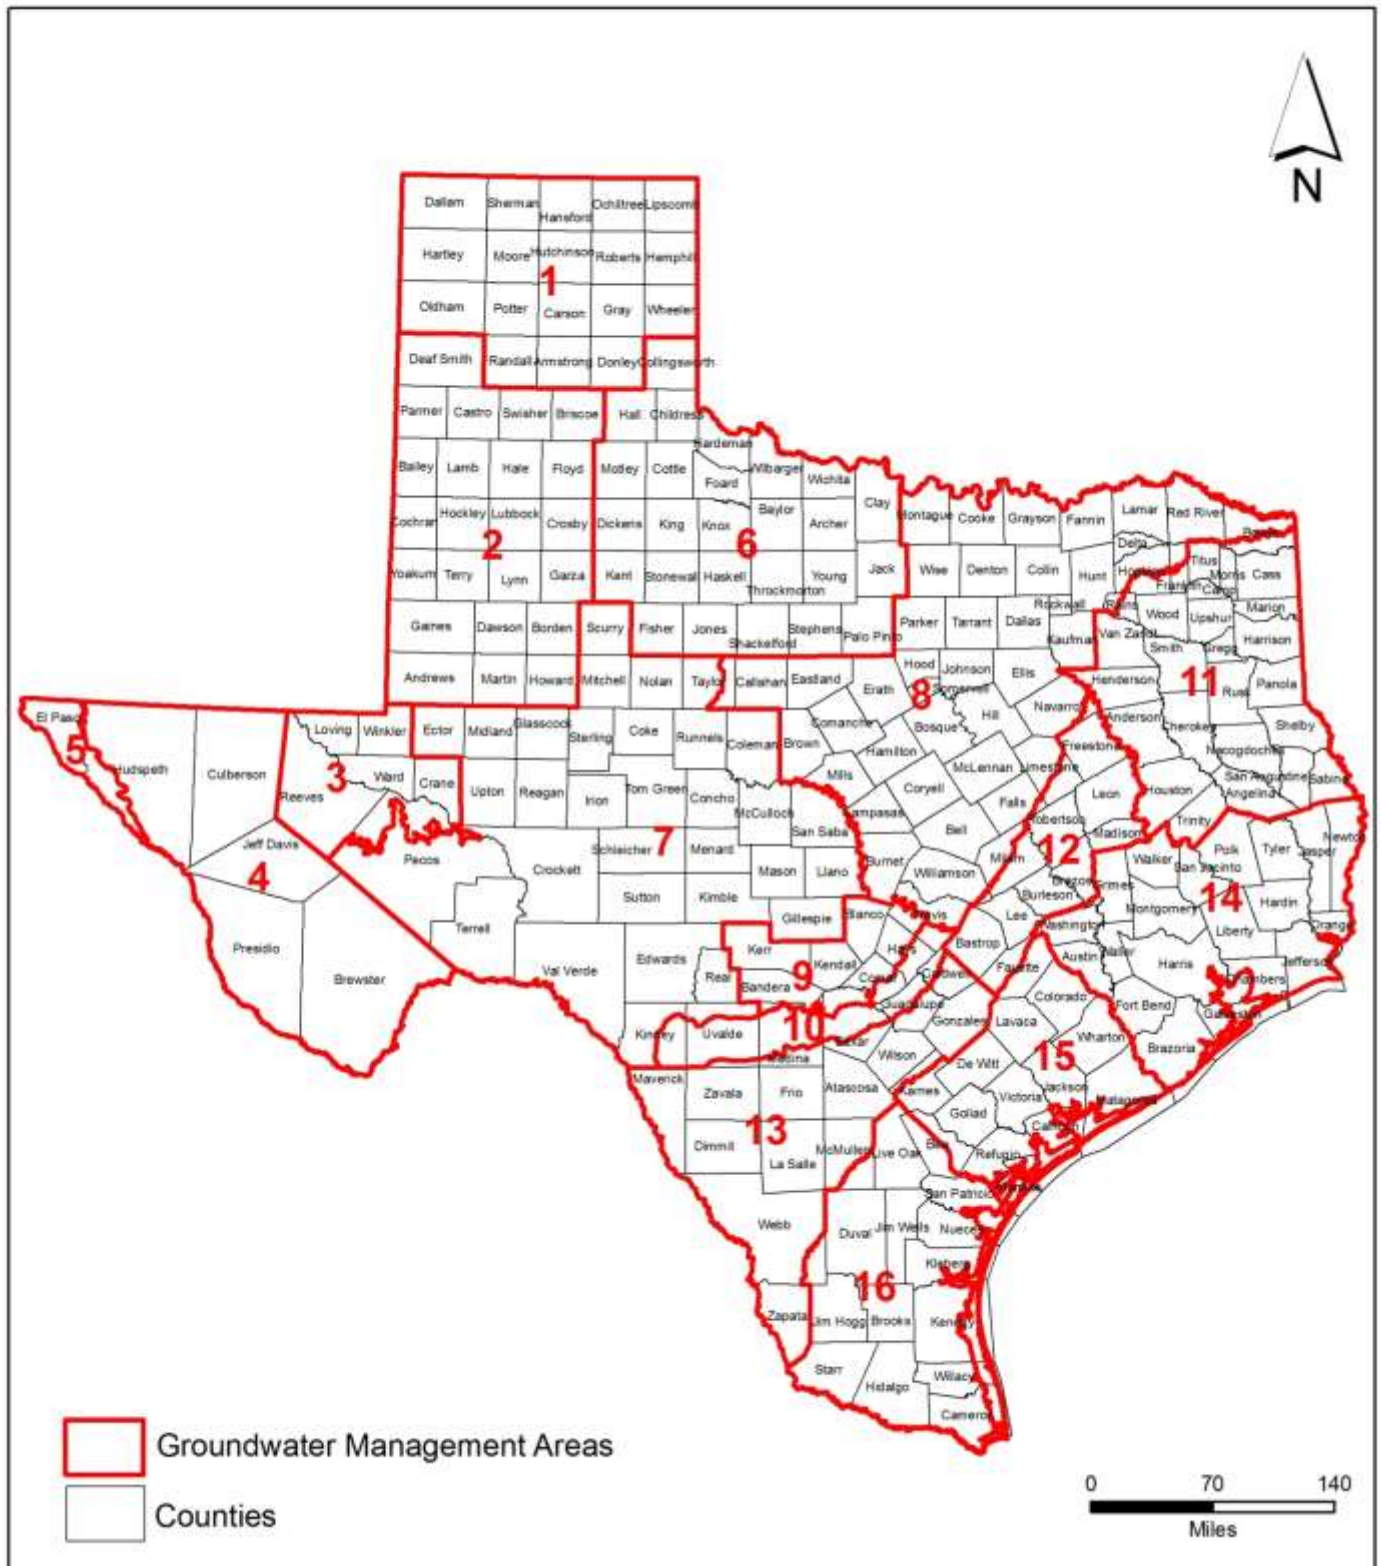 N
Dallam Sherman Hansford Ochiltree Lipscomb
Hartley Moore Hutchinson Roberts Hemphill
1
Oldham Potter Carson Gray Wheeler
Deaf Smith Randall Armstrong Donley Collingsworth
Parmer Castro Swisher Briscoe Hall Childress
Hardeman
Bailey Lamb Hale Floyd Motley Cottle Foard Wilbarger Wichita
Clay
Cochran Hockley Lubbock Crosby Dickens King Knox Baylor Archer Montague Cooke Grayson Fannin Lamar Red River Bowie
2 6
Delta
Yoakum Terry Lynn Garza Kent Stonewall Haskell Throckmorton Young Jack Wise Denton Collin Hunt Hopkins Franklin Titus Morris Cass
Camp
Gaines Dawson Borden Scurry Fisher Jones Shackelford Stephens Palo Pinto Parker Tarrant Dallas Rockwall Rains Wood Upshur Marion
Kaufman Van Zandt Smith Gregg Harrison
Andrews Martin Howard Mitchell Nolan Taylor Callahan Eastland Erath Hood Johnson Ellis Henderson Rusk Panola
8 11
Somervell
El Paso Loving Winkler Ector Midland Glasscock Sterling Coke Runnels Coleman Brown Comanche Bosque Hill Navarro Anderson Cherokee Shelby
5
Hudspeth Culberson Reeves Ward Crane Upton Reagan Irion Tom Green Concho McCulloch Mills Hamilton McLennan Limestone Freestone Nacogdoches
3
San Augustine Sabine
Coryell Falls Leon Houston Angelina
Lampasas Robertson Madison Trinity
Jeff Davis Pecos Crockett Schleicher Menard San Saba Bell Milam Walker Polk Tyler Jasper Newton
4 7 12
San Jacinto
Sutton Kimble Mason Llano Burnet Williamson Burleson Brazos Grimes Montgomery Hardin
14
Presidio Brewster Terrell Val Verde Edwards Gillespie Blanco Travis Lee Washington Liberty Orange
Kerr Kendall Hays Bastrop Austin Waller Harris Jefferson
9
Real Bandera Comal Caldwell Fayette Colorado Chambers
Guadalupe Fort Bend Galveston
10
Kinney Uvalde Medina Bexar Wilson Gonzales Lavaca Wharton Brazoria
15
Maverick Zavala Frio Atascosa Karnes De Witt Jackson Matagorda
Victoria
Goliad Calhoun
13
Dimmit La Salle McMullen Live Oak Bee Refugio
Aransas
San Patricio
Webb Duval Jim Wells Nueces
Kleberg
16
Zapata Jim Hogg Brooks Kenedy
Starr Hidalgo Willacy
Cameron
Groundwater Management Areas
Counties
0 70 140
Miles